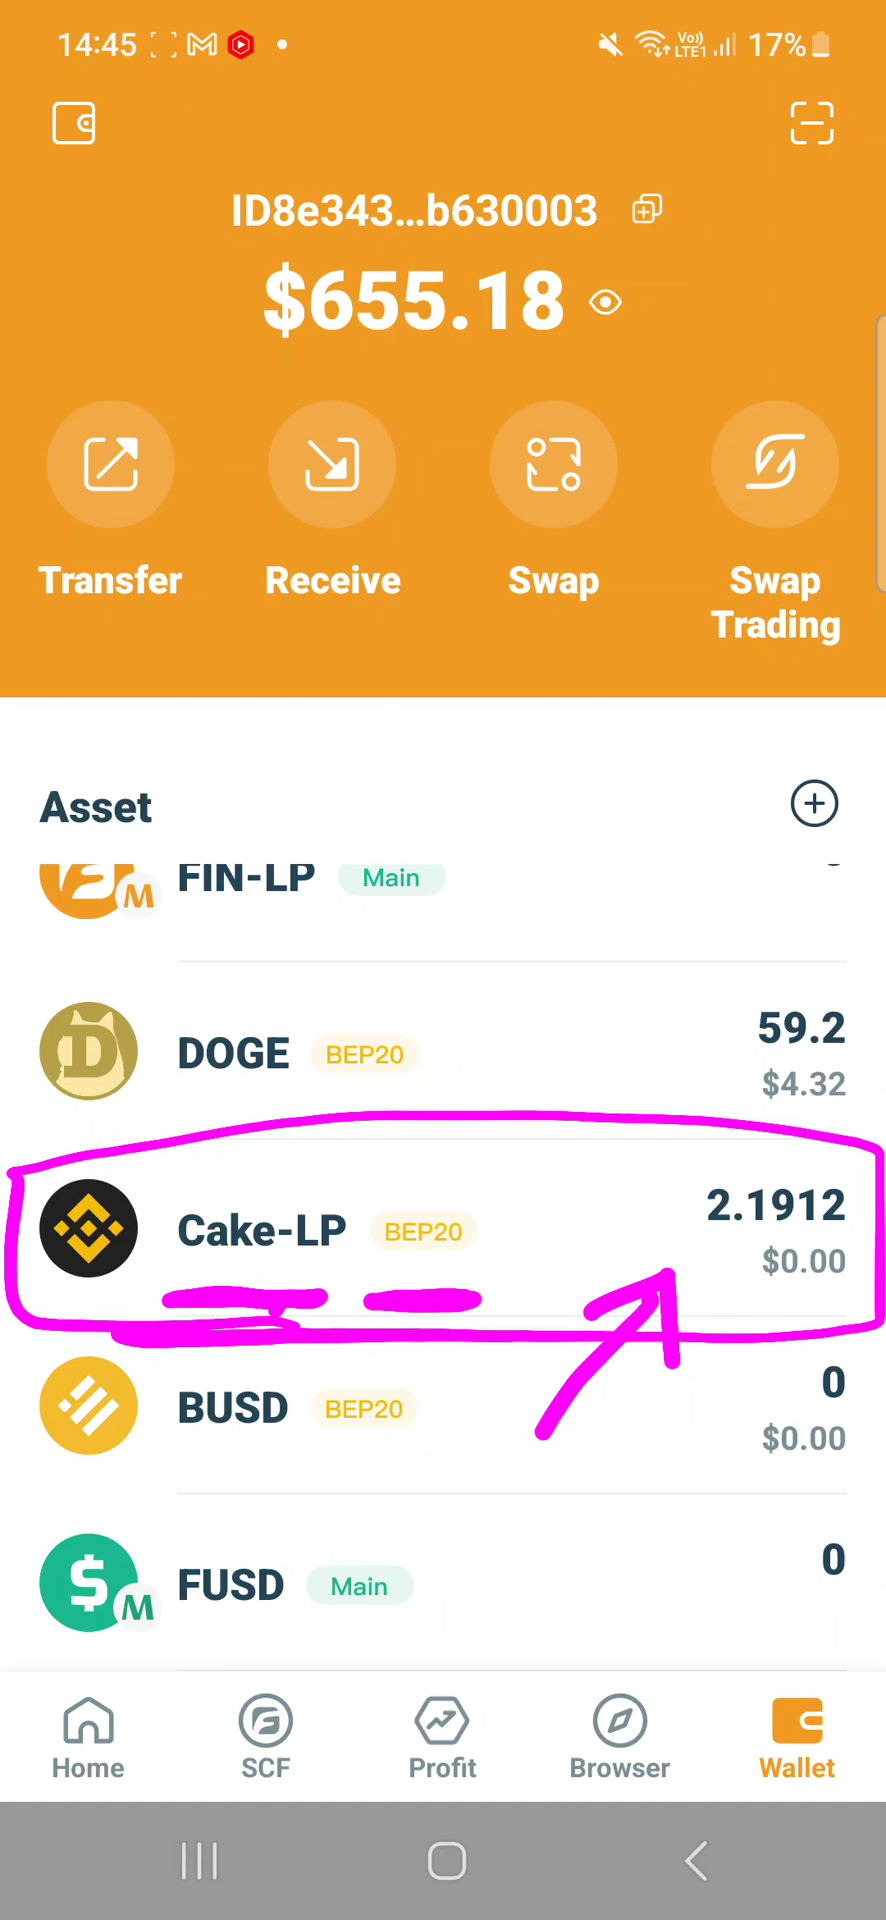 14:45 Vo)) LTE1 17%
ID8e343...b630003
$655.18
Transfer Receive Swap Swap Trading
Asset
FIN-LP Main
DOGE BEP20 59.2
$4.32
Cake-LP BEP20 2.1912
$0.00
BUSD BEP20 0
$0.00
FUSD Main 0
Home SCF Profit Browser Wallet